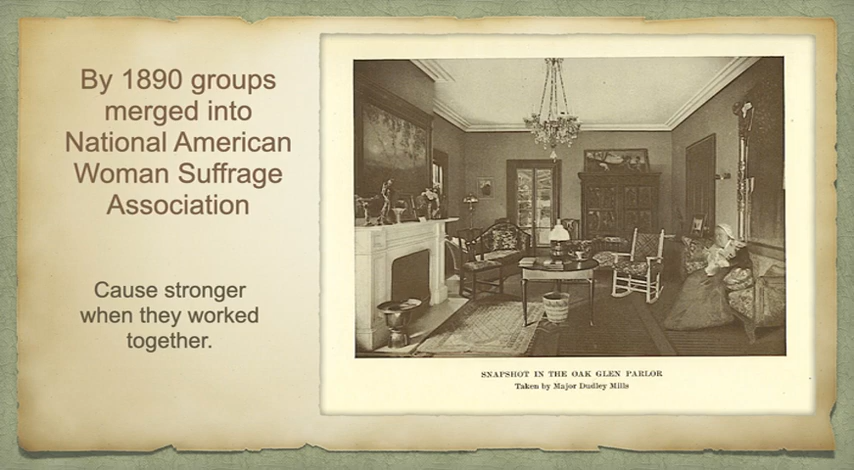 By 1890 groups
merged into
National American
Woman Suffrage
Association
Cause stronger
when they worked
together.
SNAPSHOT IN THE OAK GLEN PARLOR
Taken by Major Dudley Mills